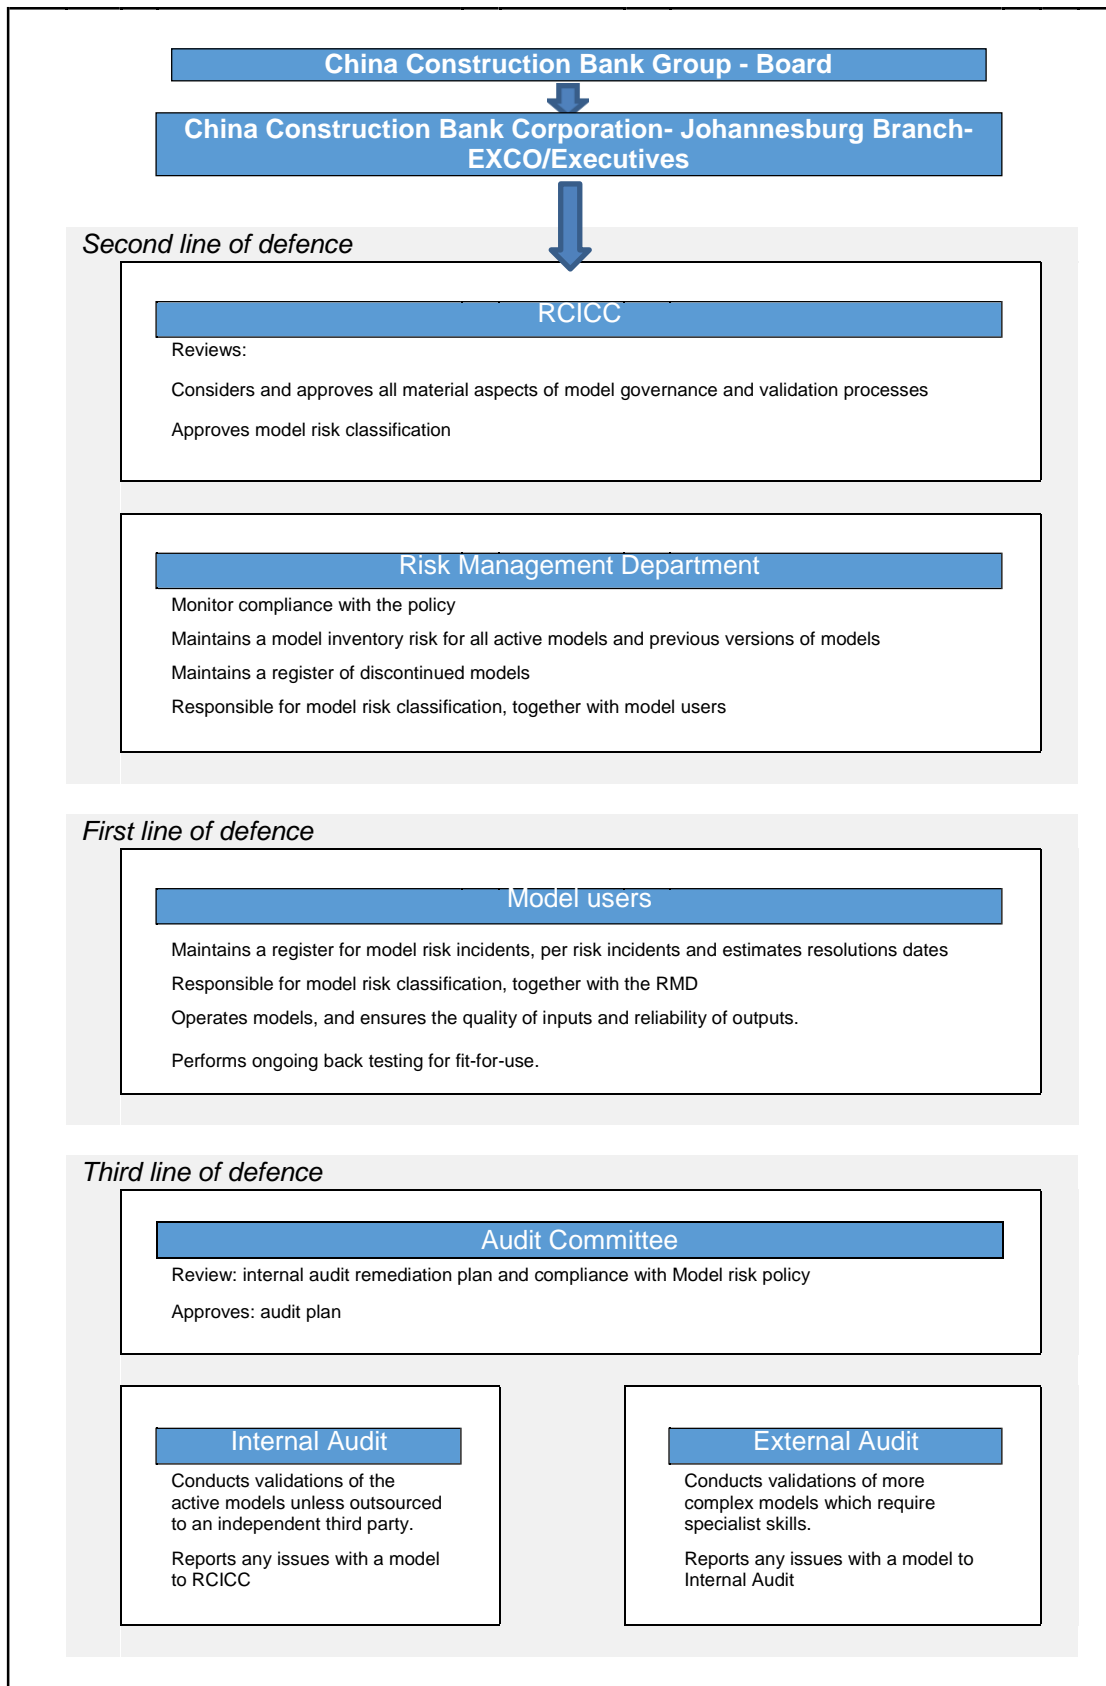 China Construction Bank Group - Board
China Construction Bank Corporation- Johannesburg Branch-
EXCO/Executives
Second line of defence
RCICC
Reviews:
Considers and approves all material aspects of model governance and validation processes
Approves model risk classification
Risk Management Department
Monitor compliance with the policy
Maintains a model inventory risk for all active models and previous versions of models
Maintains a register of discontinued models
Responsible for model risk classification, together with model users
First line of defence
Model users
Maintains a register for model risk incidents, per risk incidents and estimates resolutions dates
Responsible for model risk classification, together with the RMD
Operates models, and ensures the quality of inputs and reliability of outputs.
Performs ongoing back testing for fit-for-use.
Third line of defence
Audit Committee
Review: internal audit remediation plan and compliance with Model risk policy
Approves: audit plan
Internal Audit
Conducts validations of the
active models unless outsourced
to an independent third party.
Reports any issues with a model
to RCICC
External Audit
Conducts validations of more
complex models which require
specialist skills.
Reports any issues with a model to
Internal Audit